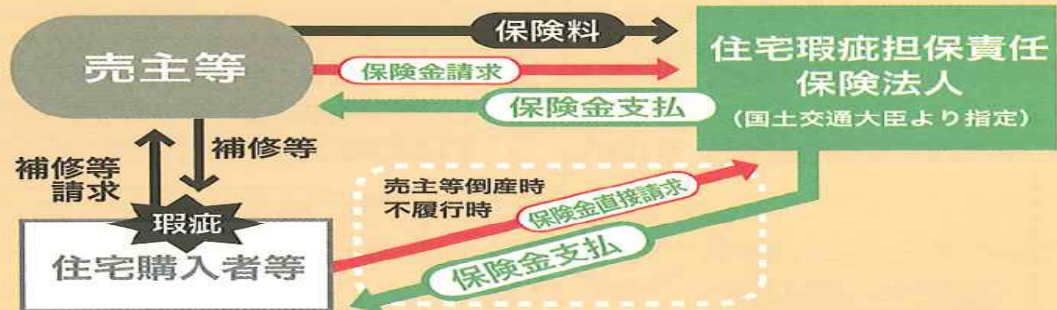 売主等
保険料
保険金請求
保険金支払
住宅瑕疵担保責任
保険法人
(国土交通大臣より指定)
補修等
請求
補修等
瑕疵
住宅購入者等
売主等倒産時
不履行時
保険金直接請求
保険金支払